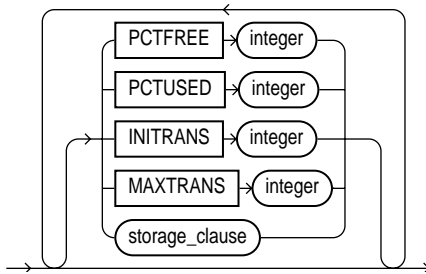 PCTFREE integer
PCTUSED integer
INITRANS integer
MAXTRANS integer
storage_clause